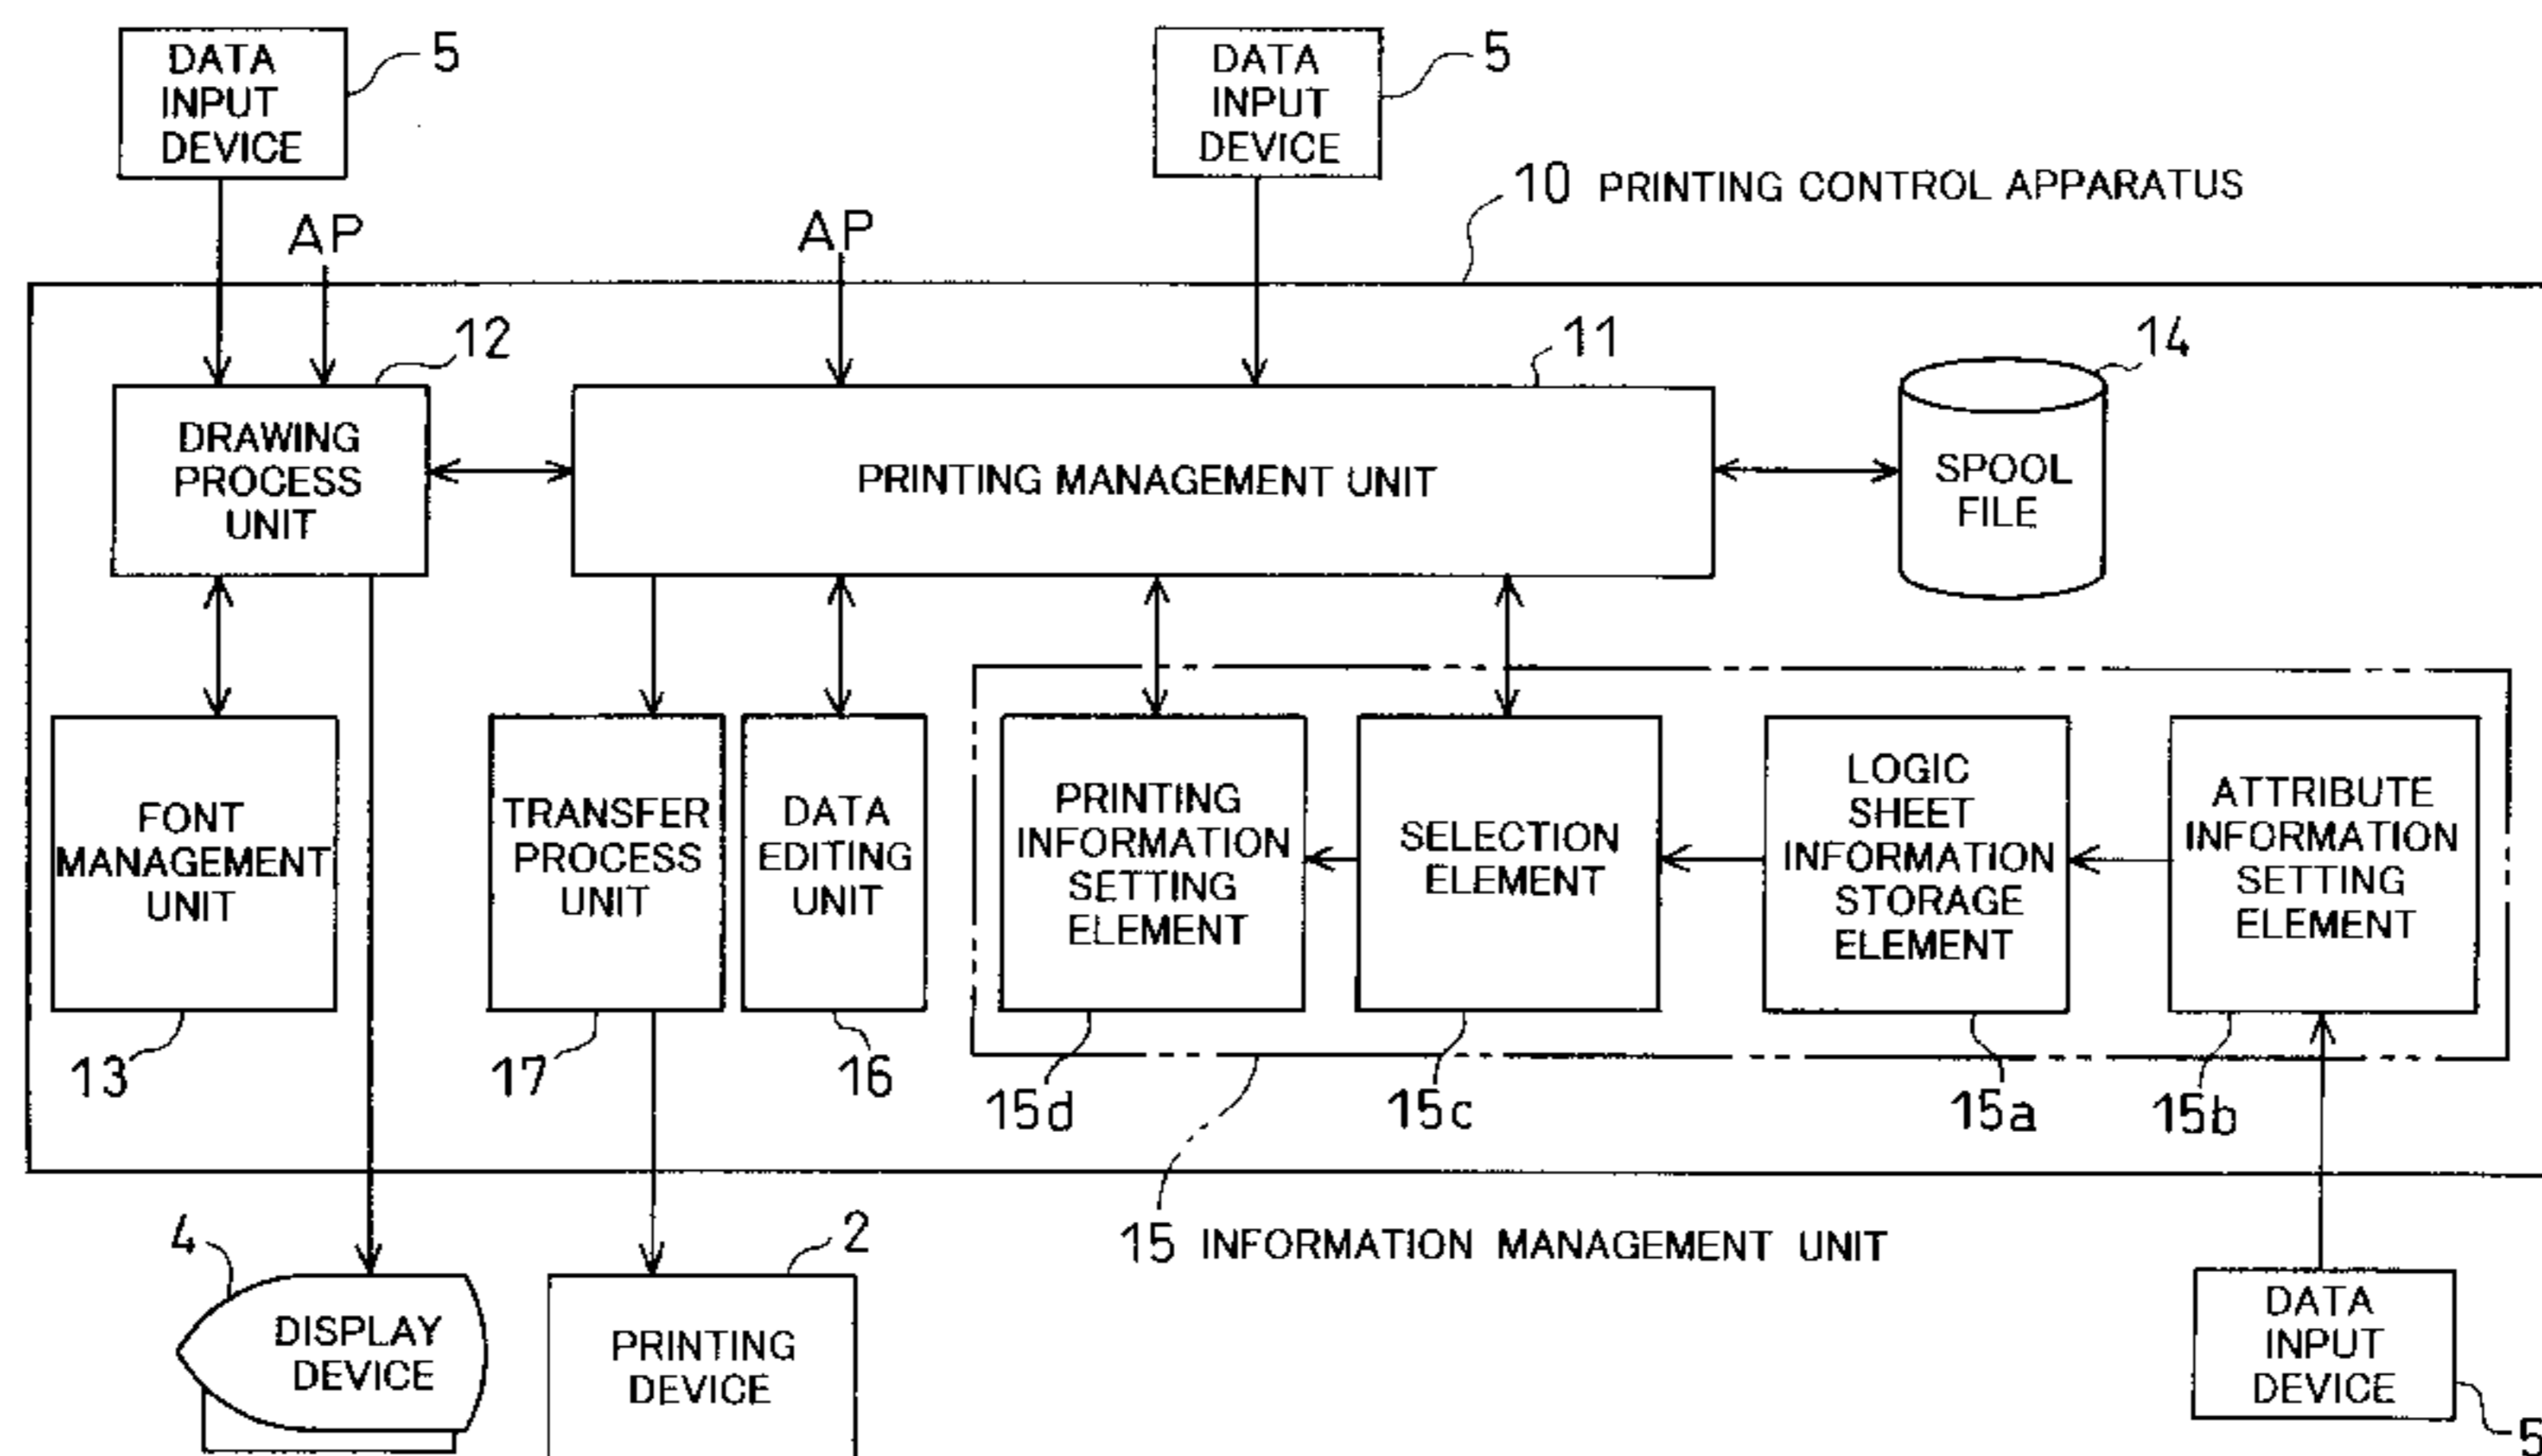 DATA
INPUT
DEVICE
5
DATA
INPUT
DEVICE
5
10 PRINTING CONTROL APPARATUS
AP
AP
12
11
14
DRAWING
PROCESS
UNIT
PRINTING MANAGEMENT UNIT
SPOOL
FILE
FONT
MANAGEMENT
UNIT
TRANSFER
PROCESS
UNIT
DATA
EDITING
UNIT
PRINTING
INFORMATION
SETTING
ELEMENT
SELECTION
ELEMENT
LOGIC
SHEET
INFORMATION
STORAGE
ELEMENT
ATTRIBUTE
INFORMATION
SETTING
ELEMENT
13
17
16
15d
15c
15a
15b
15 INFORMATION MANAGEMENT UNIT
4
2
DISPLAY
DEVICE
PRINTING
DEVICE
DATA
INPUT
DEVICE
5